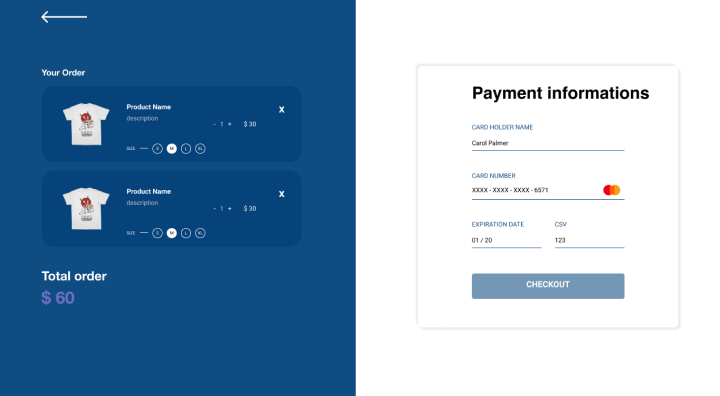 Your Order
Product Name
description
X
- 1 + $ 30
SIZE S M L XL
Product Name
description
X
- 1 + $ 30
SIZE S M L XL
Total order
$ 60
Payment informations
CARD HOLDER NAME
Carol Palmer
CARD NUMBER
XXXX - XXXX - XXXX - 6571
EXPIRATION DATE CSV
01 / 20 123
CHECKOUT